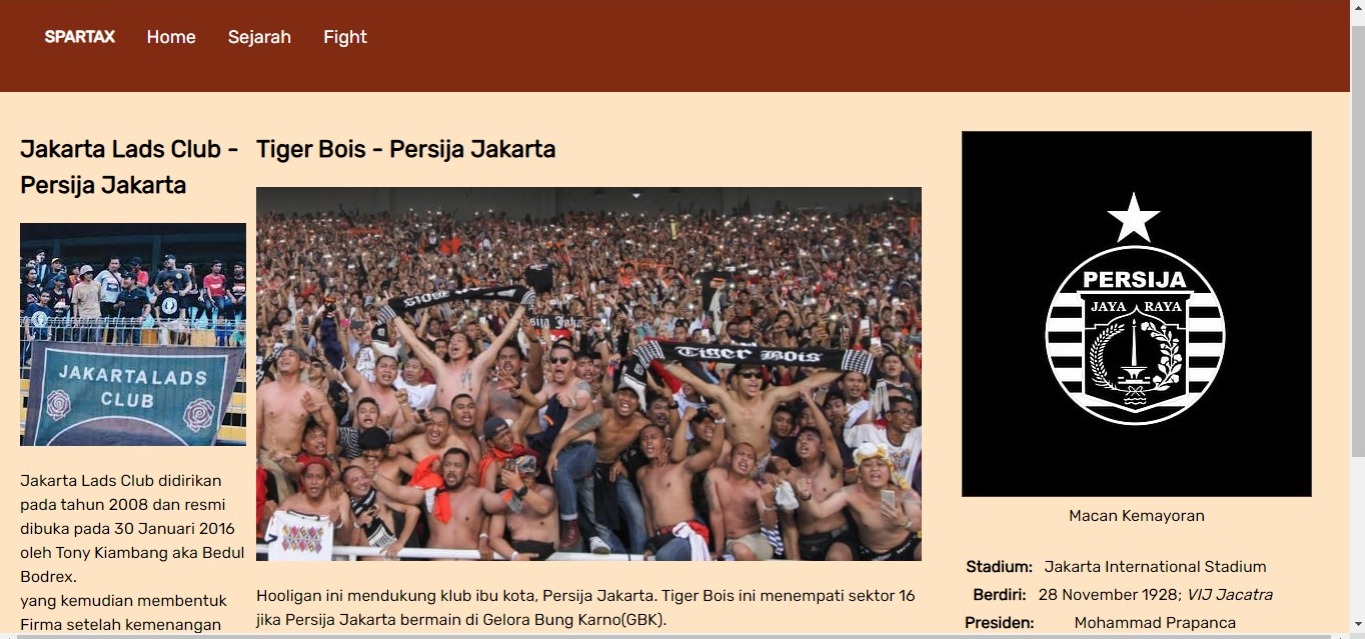 SPARTAX Home Sejarah Fight
Jakarta Lads Club -
Persija Jakarta
JAKARTA LADS
CLUB
Jakarta Lads Club didirikan
pada tahun 2008 dan resmi
dibuka pada 30 Januari 2016
oleh Tony Kiambang aka Bedul
Bodrex.
yang kemudian membentuk
Firma setelah kemenangan
Tiger Bois - Persija Jakarta
Tiger Bois
Hooligan ini mendukung klub ibu kota, Persija Jakarta. Tiger Bois ini menempati sektor 16
jika Persija Jakarta bermain di Gelora Bung Karno(GBK).
PERSIJA
JAYA RAYA
Macan Kemayoran
Stadium: Jakarta International Stadium
Berdiri: 28 November 1928; VIJ Jacatra
Presiden: Mohammad Prapanca